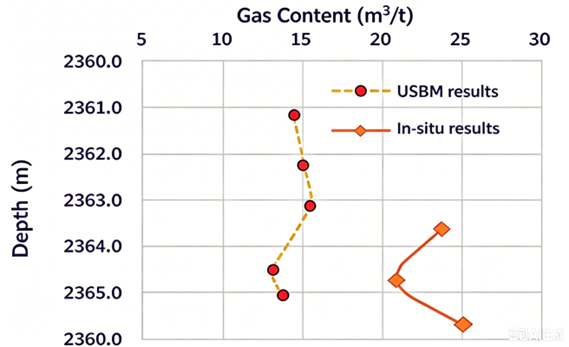 Gas Content (m³/t)
5 10 15 20 25 30
2360.0
2361.0
2362.0
2363.0
2364.0
2365.0
2360.0
Depth (m)
USBM results
In-situ results